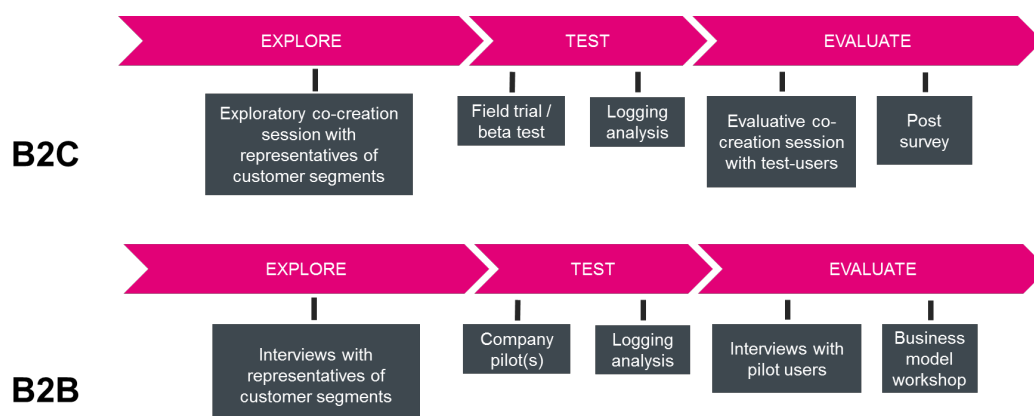 EXPLORE
TEST
EVALUATE
B2C
Exploratory co-creation
session with
representatives of
customer segments
Field trial /
beta test
Logging
analysis
Evaluative co-
creation session
with test-users
Post
survey
EXPLORE
TEST
EVALUATE
B2B
Interviews with
representatives of
customer segments
Company
pilot(s)
Logging
analysis
Interviews with
pilot users
Business
model
workshop